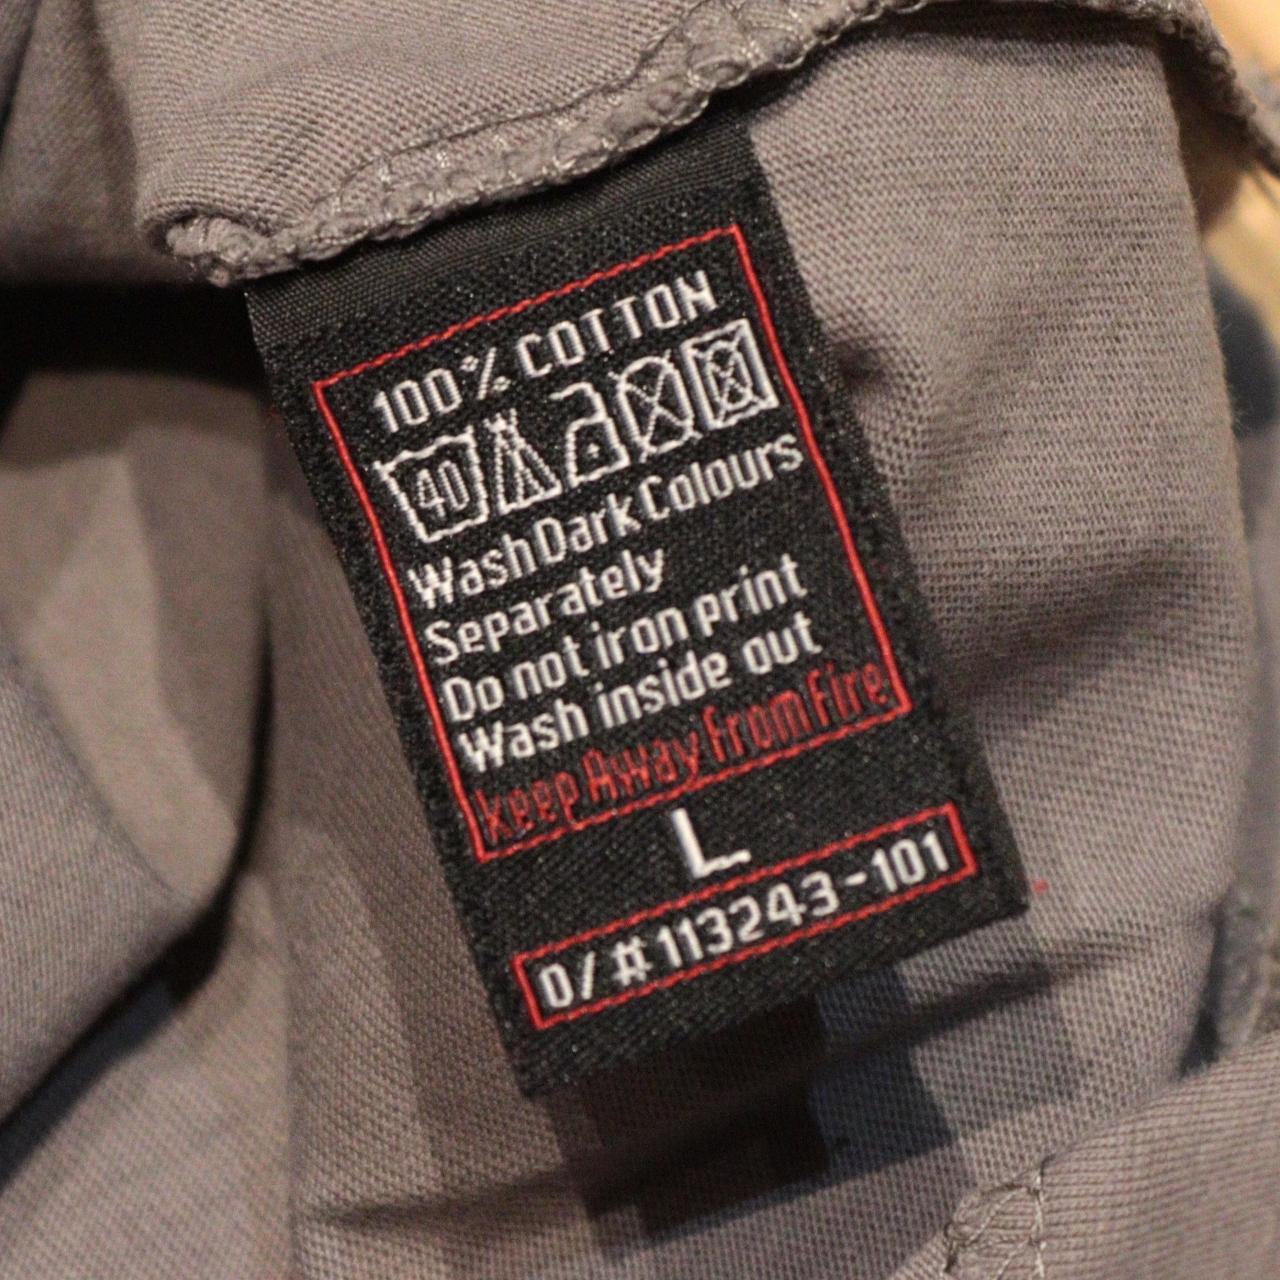 100% COTTON
40
Wash Dark Colours
Separately
Do not iron print
Wash inside out
keep Away From Fire
L
O/#113243-101